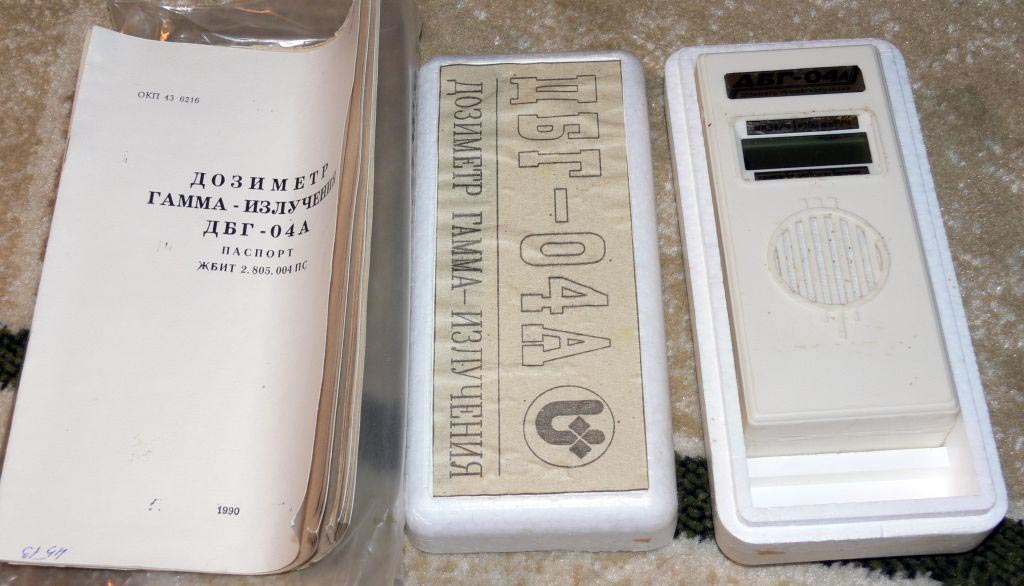 ОКП 43 6216
ДОЗИМЕТР
ГАММА - ИЗЛУЧЕНИЯ
ДБГ - 04А
ПАСПОРТ
ЖБИТ 2.805.004 ПС
1990
ДБГ-04А
ДОЗИМЕТР ГАММА-ИЗЛУЧЕНИЯ
ДБГ-04А